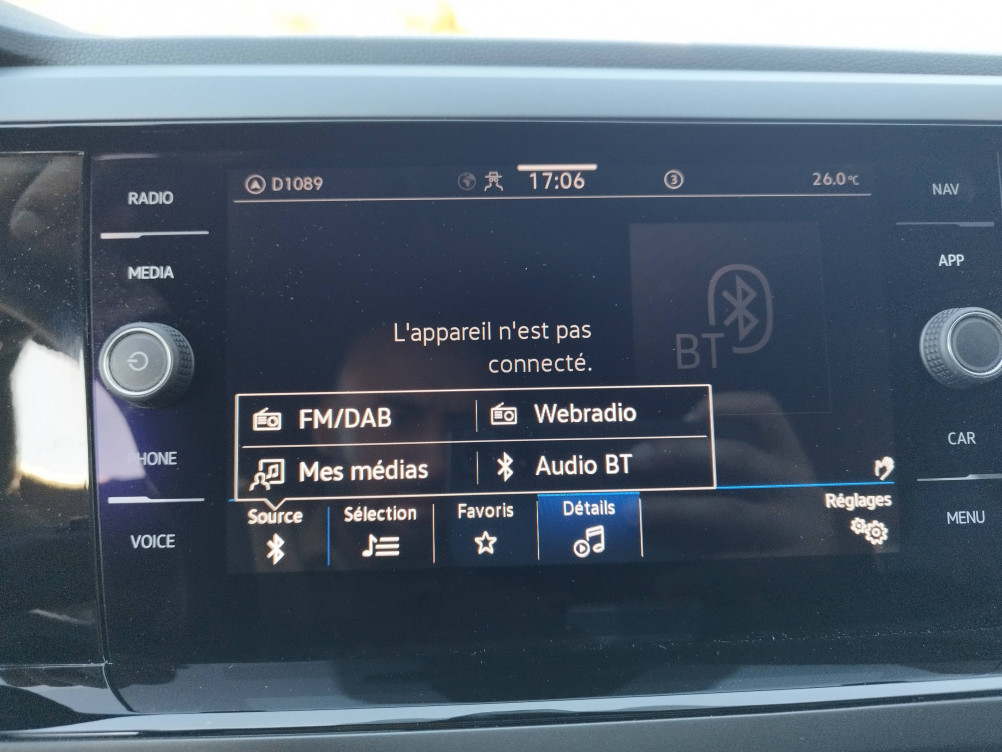 RADIO
MEDIA
PHONE
VOICE
D1089
17:06
3
26.0°C
L'appareil n'est pas
connecté.
BT
FM/DAB
Webradio
Mes médias
Audio BT
Source
Sélection
Favoris
Détails
Réglages
NAV
APP
CAR
MENU